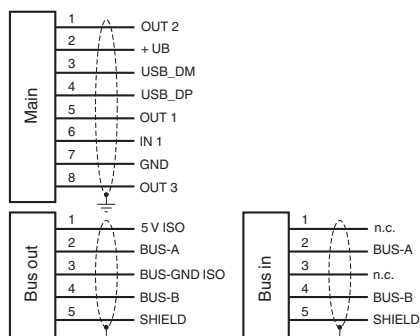 Main
1 OUT 2
2 + UB
3 USB_DM
4 USB_DP
5 OUT 1
6 IN 1
7 GND
8 OUT 3
Bus out
1 5 V ISO
2 BUS-A
3 BUS-GND ISO
4 BUS-B
5 SHIELD
Bus in
1 n.c.
2 BUS-A
3 n.c.
4 BUS-B
5 SHIELD